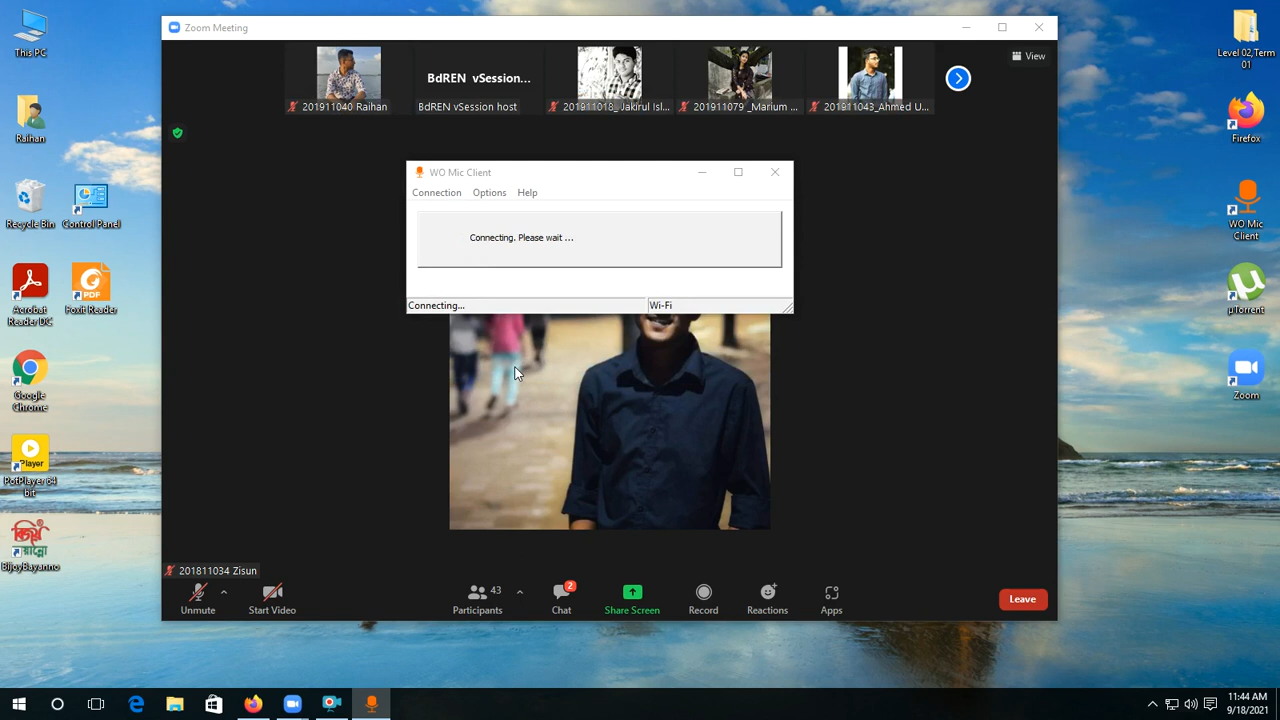 This PC
Raihan
Recycle Bin
Control Panel
Acrobat
Reader DC
Foxit Reader
PDF
Google
Chrome
Player
PotPlayer 64
bit
বিজয়
BijoyBayanno
Zoom Meeting
201911040 Raihan
BdREN vSession...
BdREN vSession host
201911018_Jakirul Isl...
201911079 _Marium ...
201911043_Ahmed U...
View
WO Mic Client
Connection
Options
Help
Connecting. Please wait ...
Connecting...
Wi-Fi
201811034 Zisun
Unmute
Start Video
43
Participants
2
Chat
Share Screen
Record
Reactions
Apps
Leave
Level 02,Term
01
Firefox
WO Mic
Client
µTorrent
Zoom
11:44 AM
9/18/2021